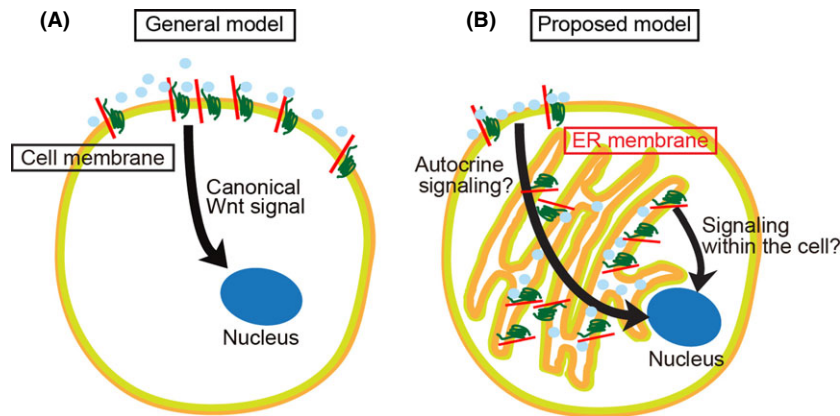 (A)
General model
Cell membrane
Canonical
Wnt signal
Nucleus
(B)
Proposed model
ER membrane
Autocrine
signaling?
Signaling
within the cell?
Nucleus